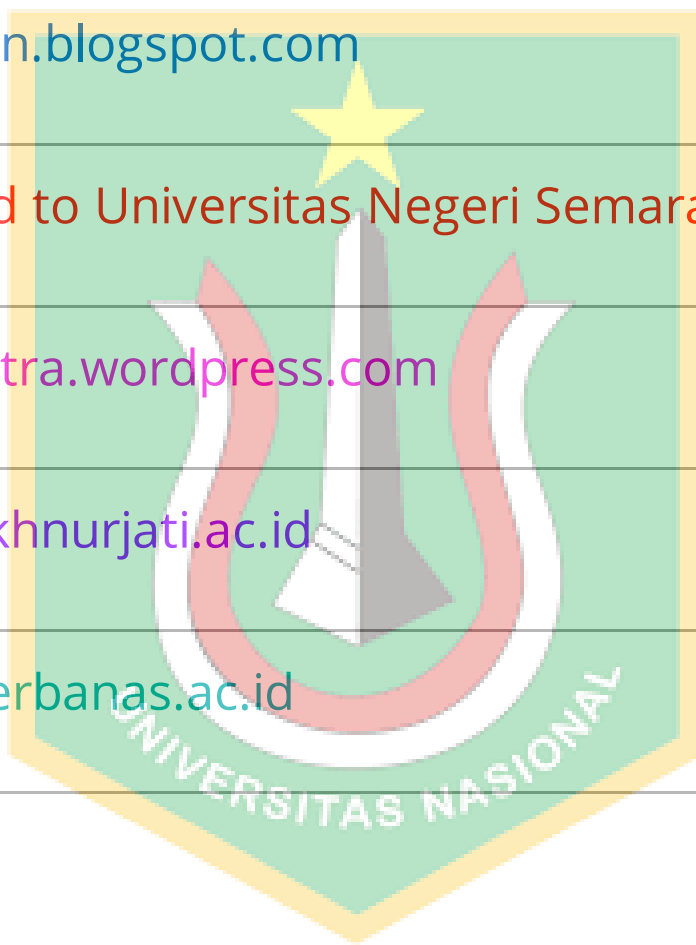 n.blogspot.com
d to Universitas Negeri Semara
tra.wordpress.com
khnurjati.ac.id
erbanas.ac.id
UNIVERSITAS NASIONAL